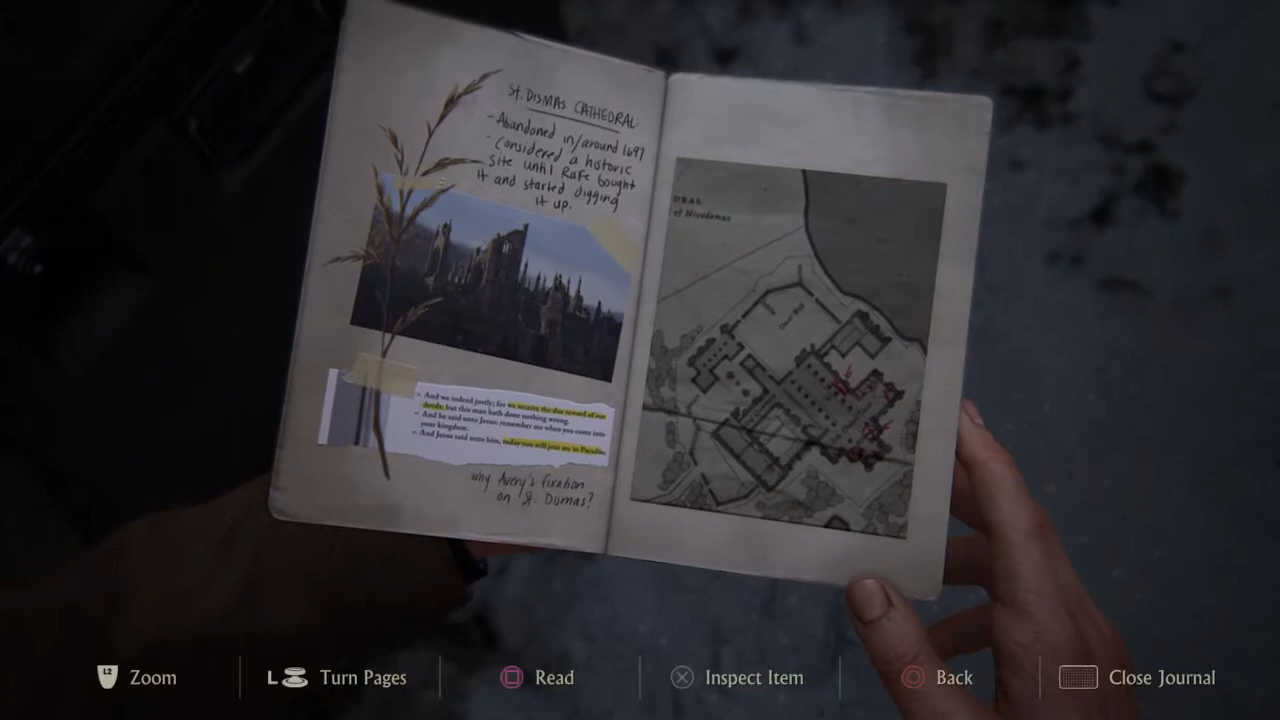 St. DISMAS CATHEDRAL:
- Abandoned in/around 1697
- Considered a historic
site until Rafe bought
it and started digging
it up.
And we indeed justly; for we receive the due reward of our
deeds; but this man hath done nothing wrong.
And he said unto Jesus: remember me when you come into
your kingdom.
And Jesus said unto him, today you will join me in Paradise.
why Avery's fixation
on St. Dismas?
DRAL
of Nicodemus
L2 Zoom
L Turn Pages
Read
Inspect Item
Back
Close Journal